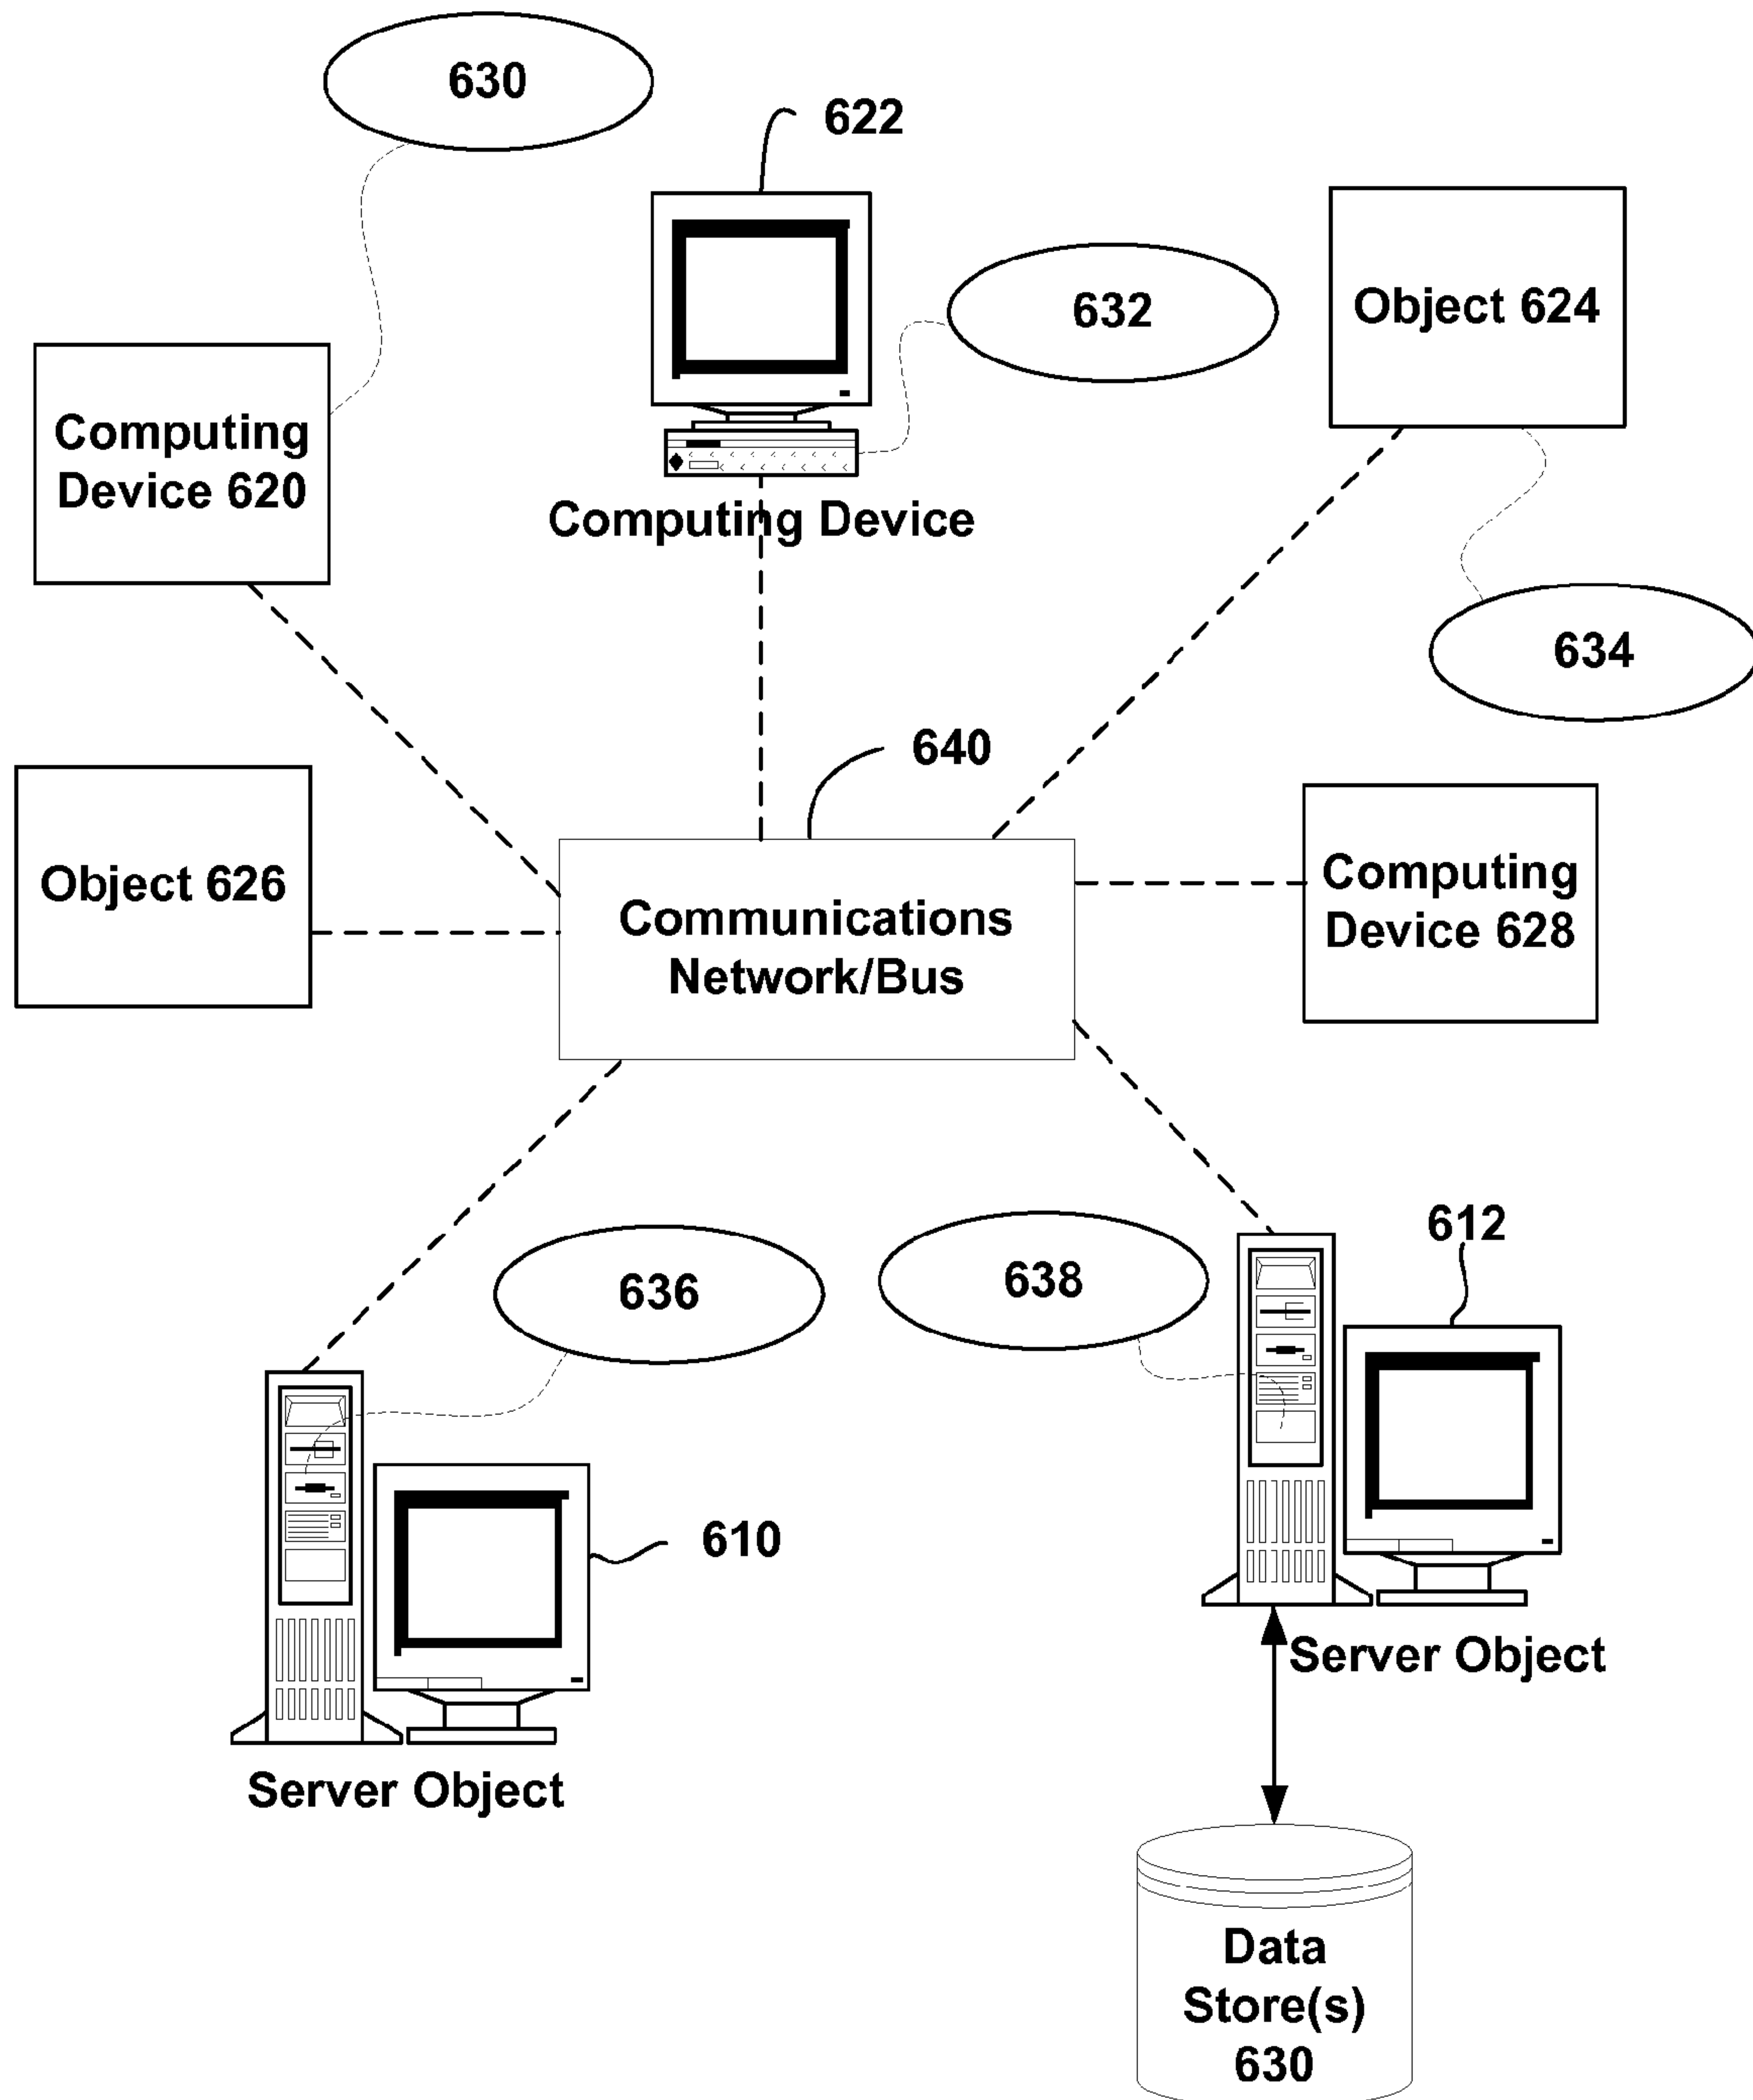 630
622
632
Object 624
Computing
Device 620
Computing Device
634
640
Object 626
Communications
Network/Bus
Computing
Device 628
636
638
612
610
Server Object
Server Object
Data
Store(s)
630